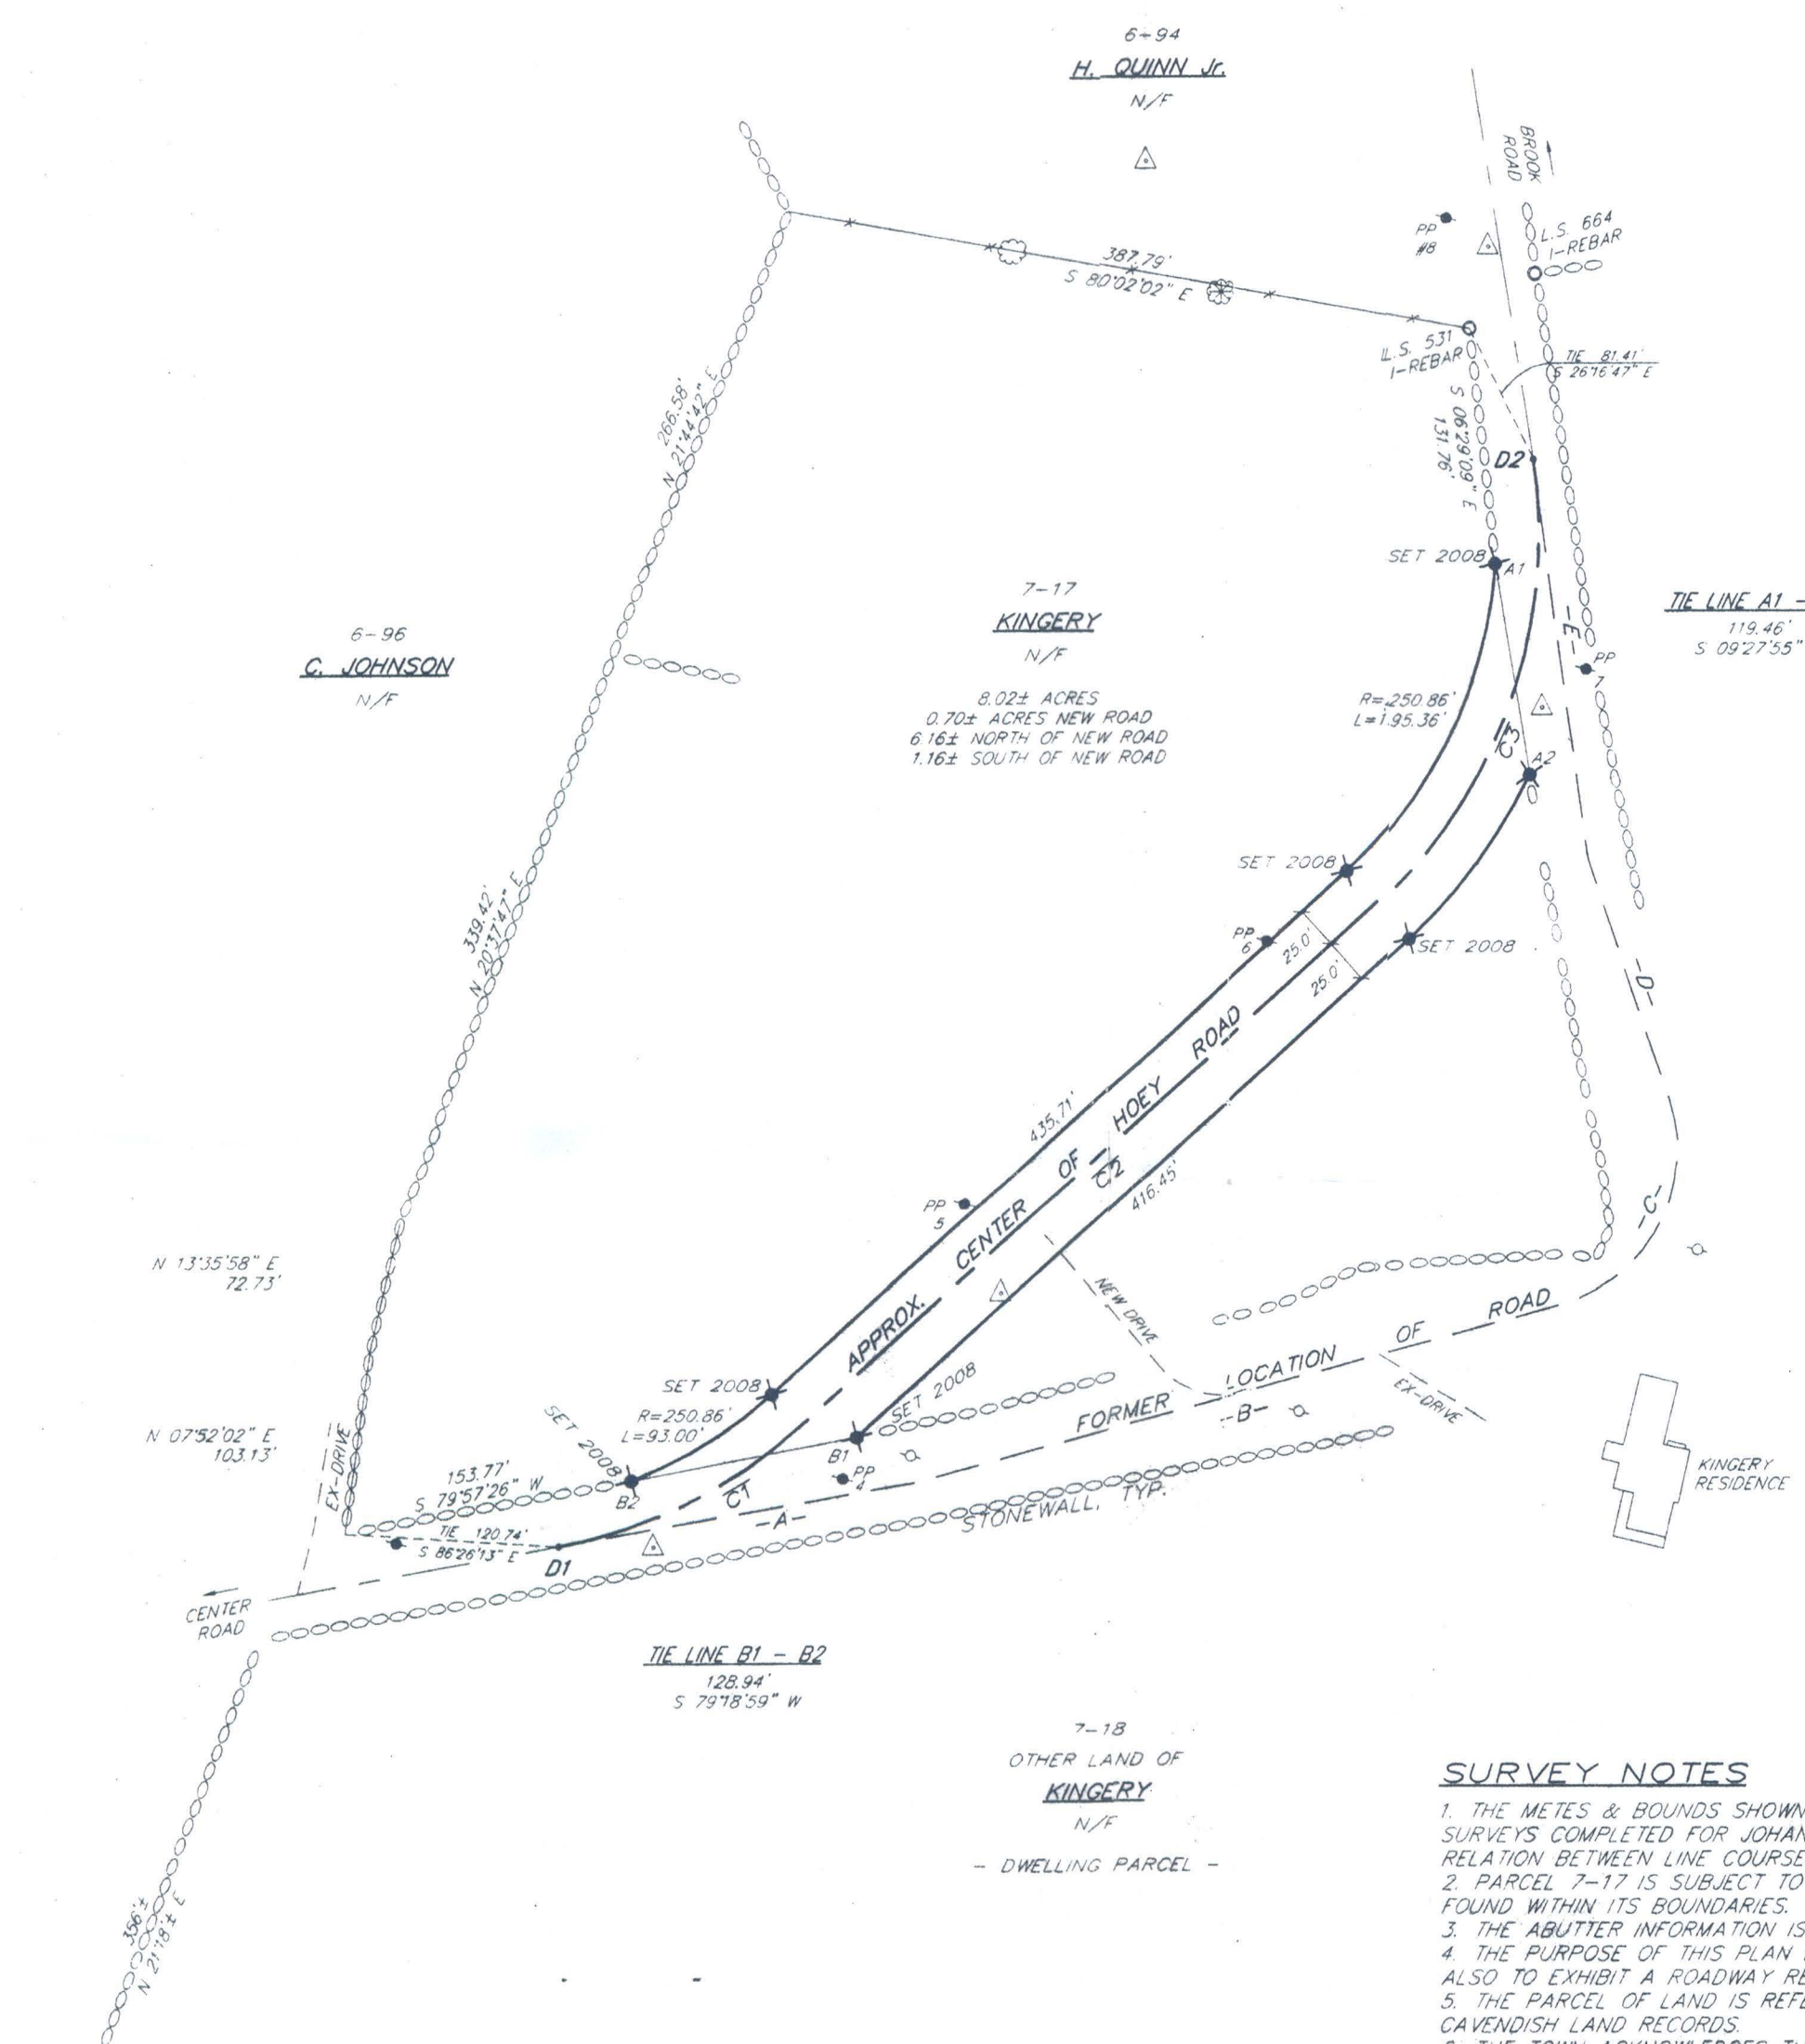 6-94
H. QUINN Jr.
N/F
BROOK
ROAD
PP
#8
L.S. 664
I-REBAR
387.79'
S 80°02'02" E
L.S. 531
I-REBAR
TIE 81.41'
S 26°16'47" E
S 06°29'09" E
131.76'
D2
266.58'
N 21°44'42" E
SET 2008
A1
7-17
KINGERY
N/F
8.02± ACRES
0.70± ACRES NEW ROAD
6.16± NORTH OF NEW ROAD
1.16± SOUTH OF NEW ROAD
6-96
C. JOHNSON
N/F
TIE LINE A1 -
119.46'
S 09°27'55"
-E-
PP
7
R=250.86'
L=195.36'
C3
A2
SET 2008
339.42'
N 20°37'47" E
PP
6
25.0'
25.0'
SET 2008
-D-
435.71'
APPROX. CENTER OF HOEY ROAD
C2
416.45'
PP
5
-C-
N 13°35'58" E
72.73'
NEW DRIVE
FORMER LOCATION OF ROAD
EX-DRIVE
-B-
SET 2008
SET 2008
R=250.86'
L=93.00'
SET 2008
B1
PP
4
N 07°52'02" E
103.13'
EX-DRIVE
153.77'
S 79°57'26" W
B2
C1
-A-
STONEWALL, TYP.
KINGERY
RESIDENCE
TIE 120.74'
S 86°26'13" E
D1
CENTER
ROAD
TIE LINE B1 - B2
128.94'
S 79°18'59" W
7-18
OTHER LAND OF
KINGERY
N/F
- DWELLING PARCEL -
356'±
N 21°18'± E
SURVEY NOTES
1. THE METES & BOUNDS SHOWN
SURVEYS COMPLETED FOR JOHAN
RELATION BETWEEN LINE COURSE
2. PARCEL 7-17 IS SUBJECT TO
FOUND WITHIN ITS BOUNDARIES.
3. THE ABUTTER INFORMATION IS
4. THE PURPOSE OF THIS PLAN
ALSO TO EXHIBIT A ROADWAY RE
5. THE PARCEL OF LAND IS REFE
CAVENDISH LAND RECORDS.